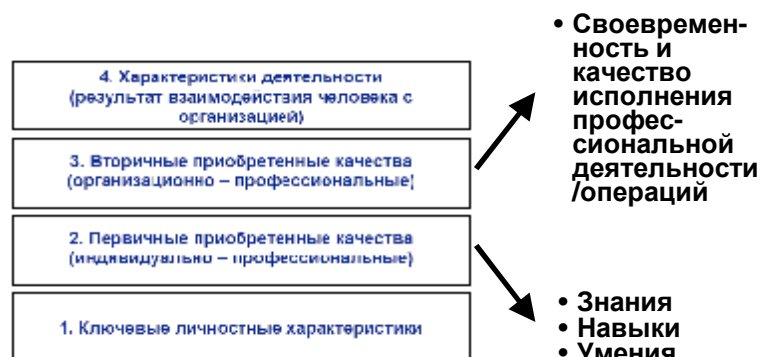 4. Характеристики деятельности
(результат взаимодействия человека с
организацией)
3. Вторичные приобретенные качества
(организационно – профессиональные)
2. Первичные приобретенные качества
(индивидуально – профессиональные)
1. Ключевые личностные характеристики
• Своевремен-
ность и
качество
исполнения
профес-
сиональной
деятельности
/операций
• Знания
• Навыки
• Умения